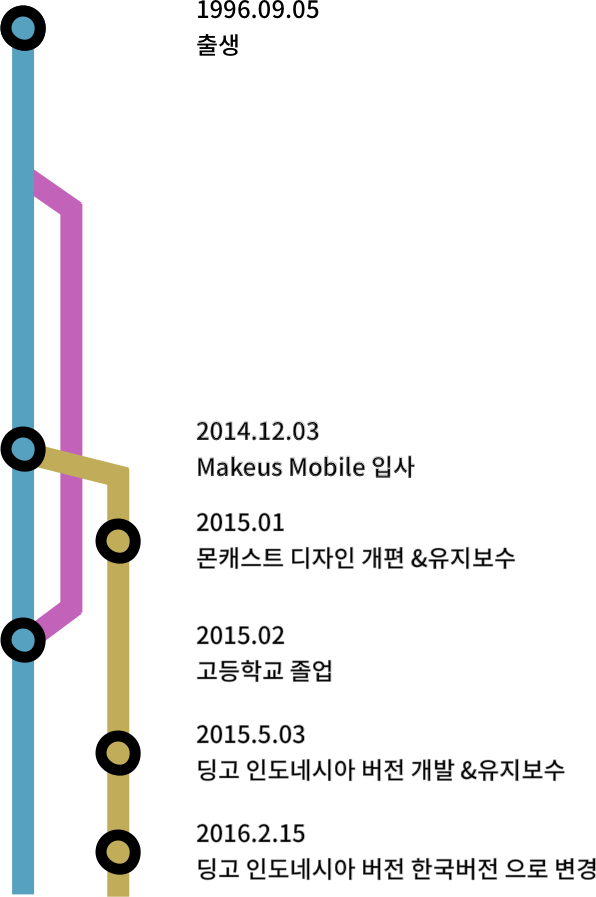 1996.09.05
출생
2014.12.03
Makeus Mobile 입사
2015.01
몬캐스트 디자인 개편 &유지보수
2015.02
고등학교 졸업
2015.5.03
딩고 인도네시아 버전 개발 &유지보수
2016.2.15
딩고 인도네시아 버전 한국버전 으로 변경